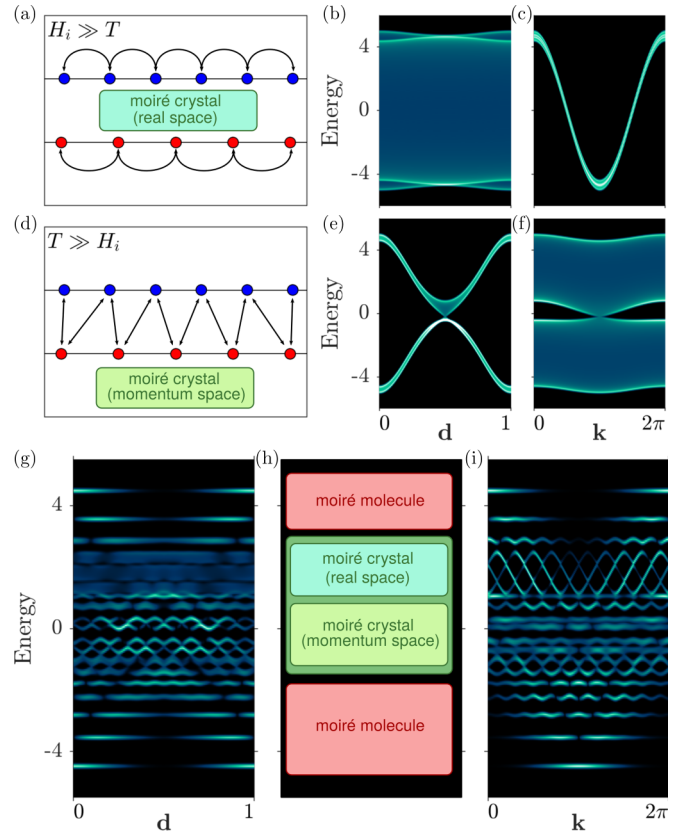 (a)
H_i ≫ T
moiré crystal
(real space)
(b)
Energy
4
0
-4
(c)
(d)
T ≫ H_i
moiré crystal
(momentum space)
(e)
Energy
4
0
-4
0
d
1
(f)
0
k
2π
(g)
Energy
4
0
-4
0
d
1
(h)
moiré molecule
moiré crystal
(real space)
moiré crystal
(momentum space)
moiré molecule
(i)
0
k
2π